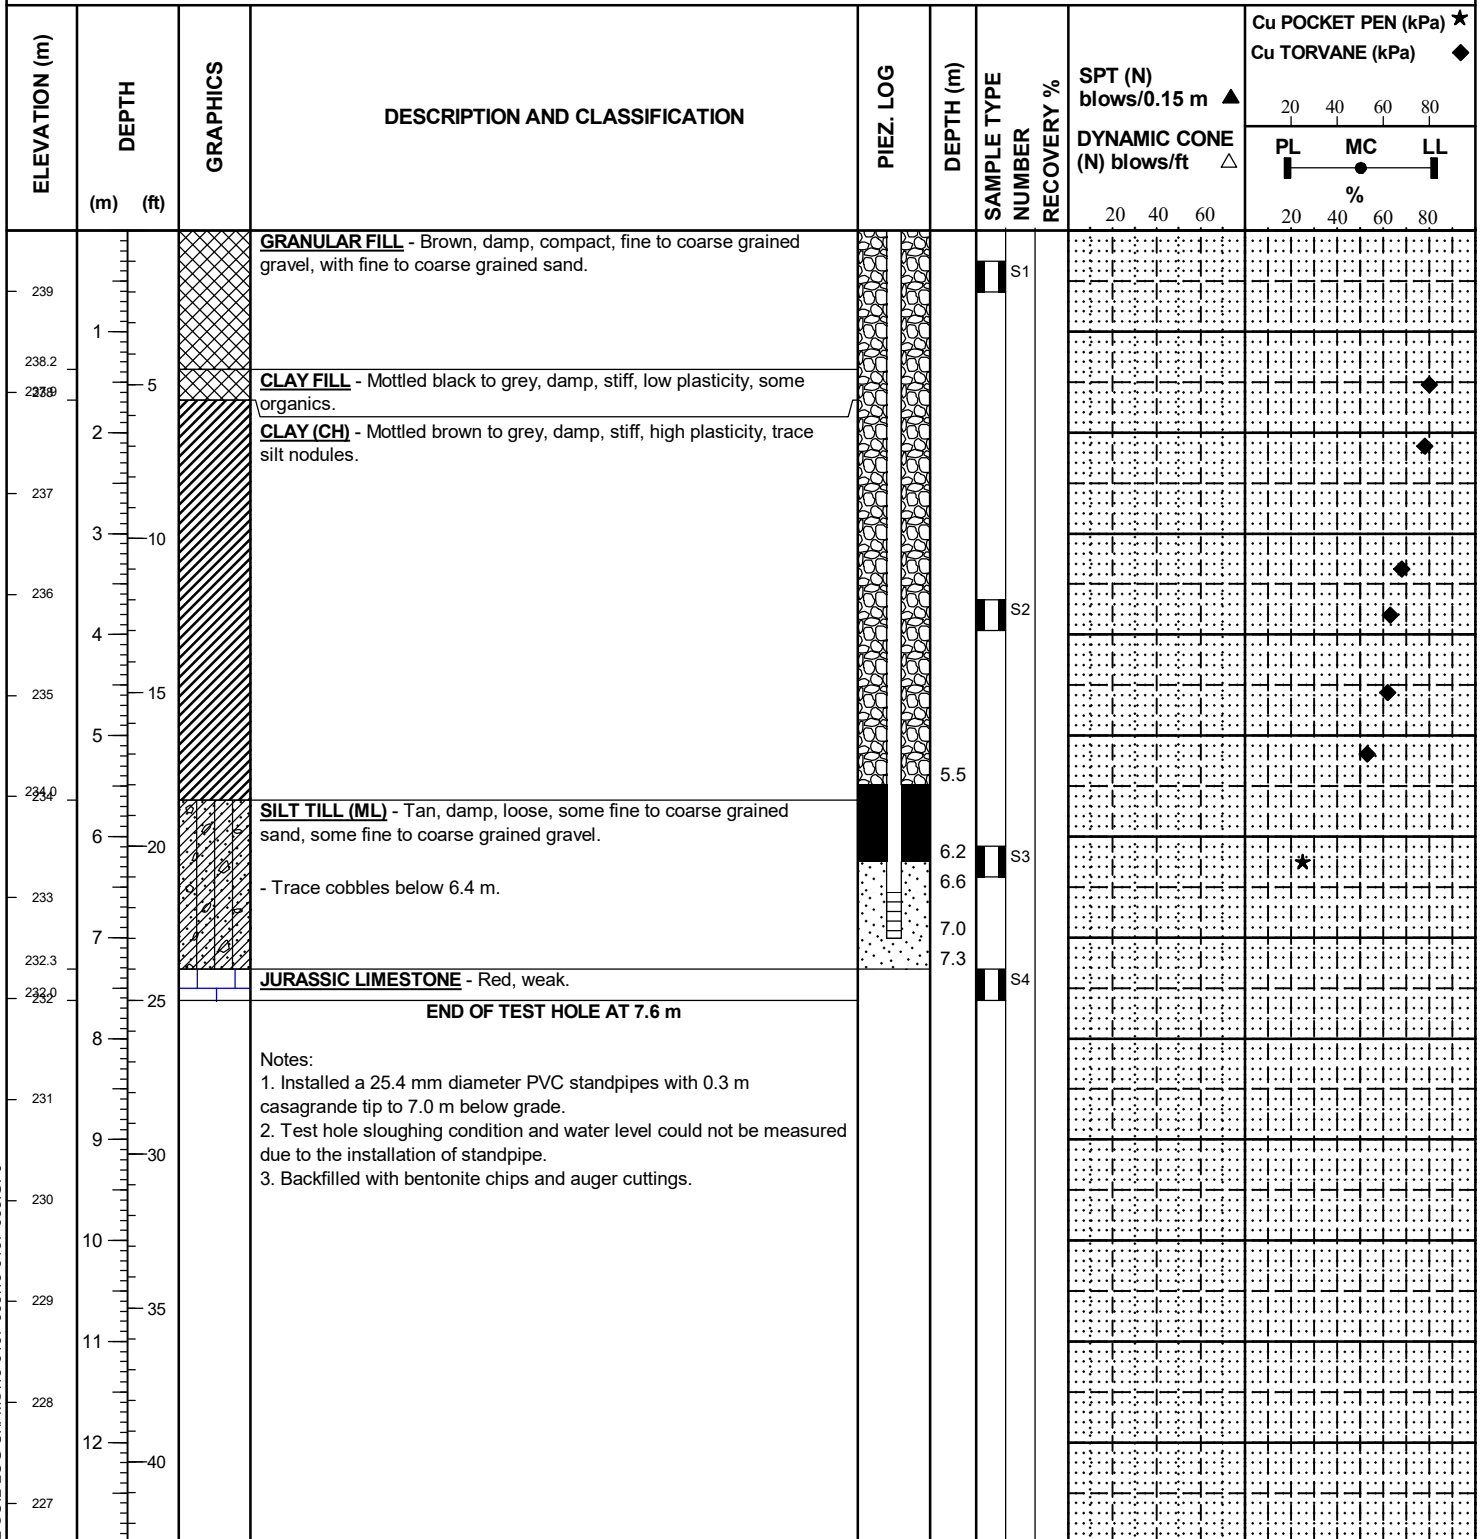 ELEVATION (m)
DEPTH
(m) (ft)
GRAPHICS
DESCRIPTION AND CLASSIFICATION
PIEZ. LOG
DEPTH (m)
SAMPLE TYPE
NUMBER
RECOVERY %
SPT (N)
blows/0.15 m
DYNAMIC CONE
(N) blows/ft
20 40 60
Cu POCKET PEN (kPa)
Cu TORVANE (kPa)
20 40 60 80
PL MC LL
%
20 40 60 80
GRANULAR FILL - Brown, damp, compact, fine to coarse grained
gravel, with fine to coarse grained sand.
S1
239
1
238.2
5
CLAY FILL - Mottled black to grey, damp, stiff, low plasticity, some
organics.
237.9
238
2
CLAY (CH) - Mottled brown to grey, damp, stiff, high plasticity, trace
silt nodules.
237
3
10
236
S2
4
235
15
5
5.5
234.0
234
SILT TILL (ML) - Tan, damp, loose, some fine to coarse grained
sand, some fine to coarse grained gravel.
6
20
6.2
S3
6.6
- Trace cobbles below 6.4 m.
233
7
7.0
232.3
7.3
JURASSIC LIMESTONE - Red, weak.
S4
232.0
232
25
END OF TEST HOLE AT 7.6 m
8
Notes:
1. Installed a 25.4 mm diameter PVC standpipes with 0.3 m
casagrande tip to 7.0 m below grade.
231
2. Test hole sloughing condition and water level could not be measured
due to the installation of standpipe.
9
30
3. Backfilled with bentonite chips and auger cuttings.
230
10
229
35
11
228
12
40
227